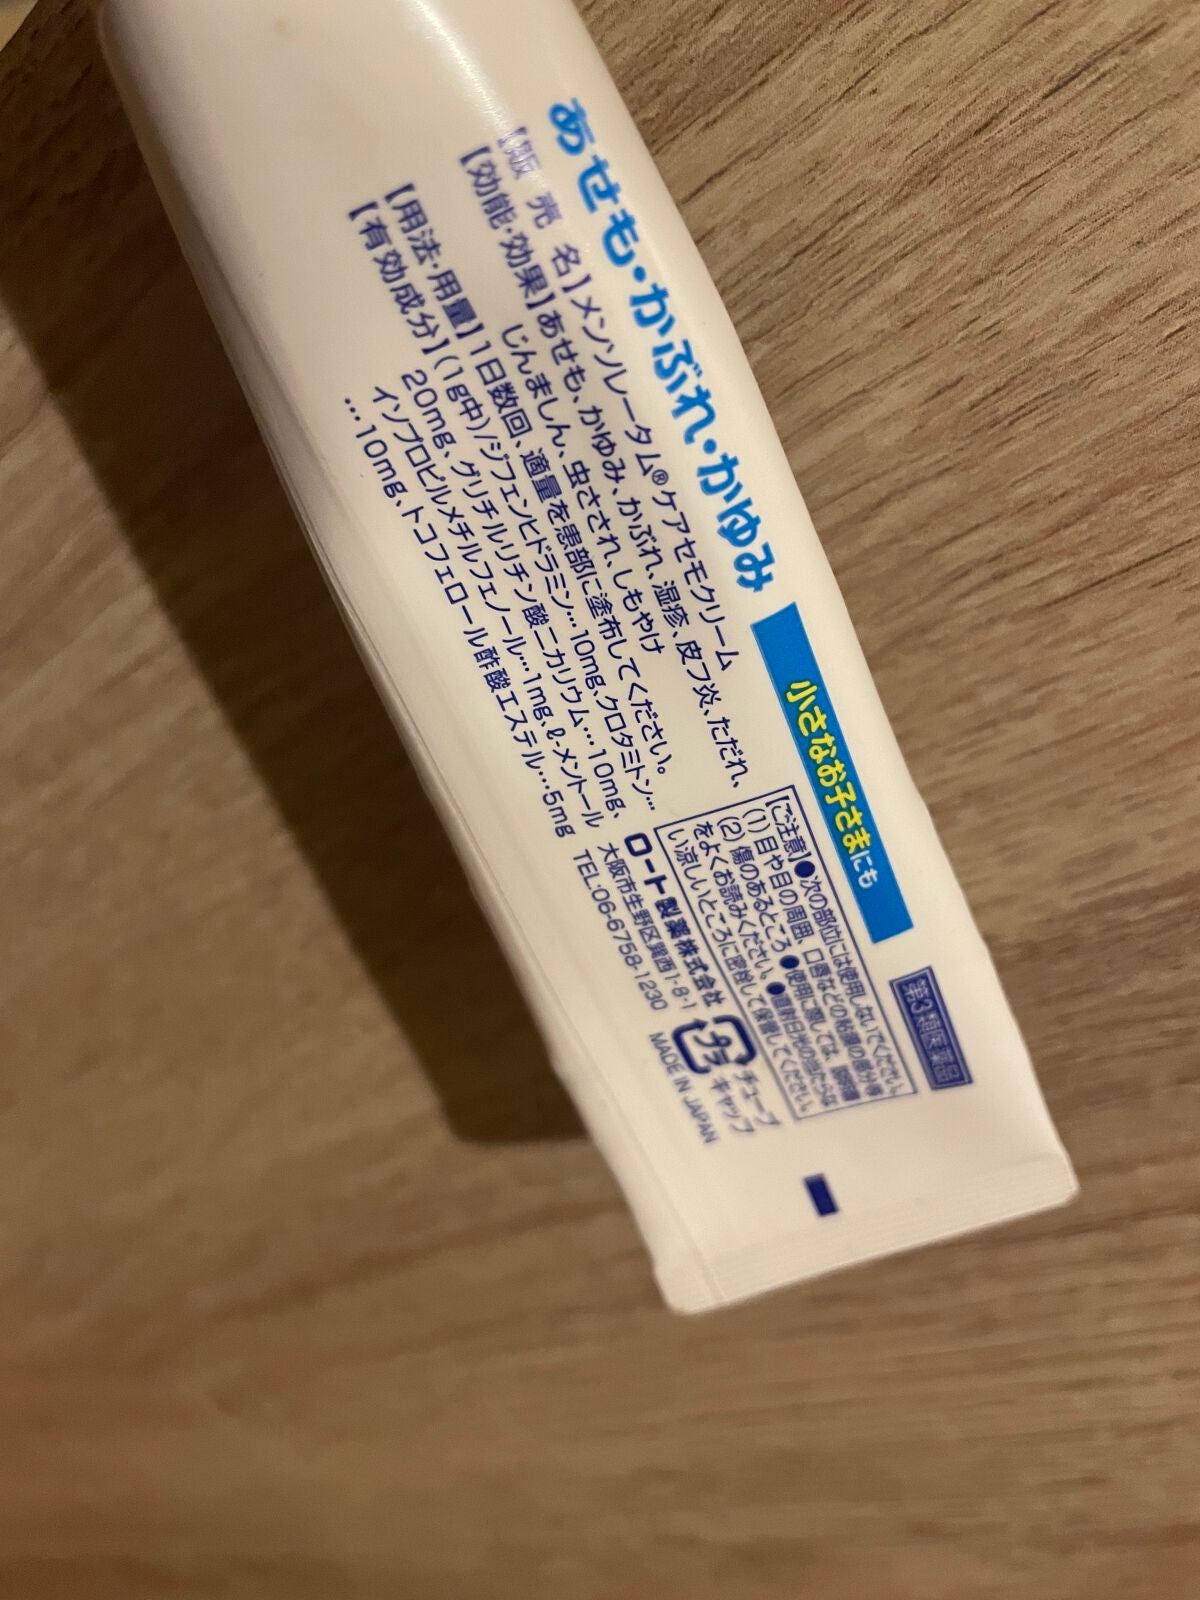 あせも・かぶれ・かゆみ
小さなお子さまにも
第3類医薬品
【販売名】メンソレータム®ケアセモクリーム
【効能・効果】あせも、かゆみ、かぶれ、湿疹、皮フ炎、ただれ、
じんましん、虫さされ、しもやけ
【用法・用量】1日数回、適量を患部に塗布してください。
【有効成分】(1g中)/ジフェンヒドラミン…10mg、クロタミトン…
20mg、グリチルリチン酸二カリウム…10mg、
イソプロピルメチルフェノール…1mg、ℓ-メントール
…10mg、トコフェロール酢酸エステル…5mg
【ご注意】●次の部位には使用しないでください。
(1)目や目の周囲、口唇などの粘膜の部分等
(2)傷のあるところ ●使用に際しては、説明書
をよくお読みください。●直射日光の当たらな
い涼しいところに密栓して保管してください。
ロート製薬株式会社
大阪市生野区巽西1-8-1
TEL:06-6758-1230
プラ
チューブ
キャップ
MADE IN JAPAN